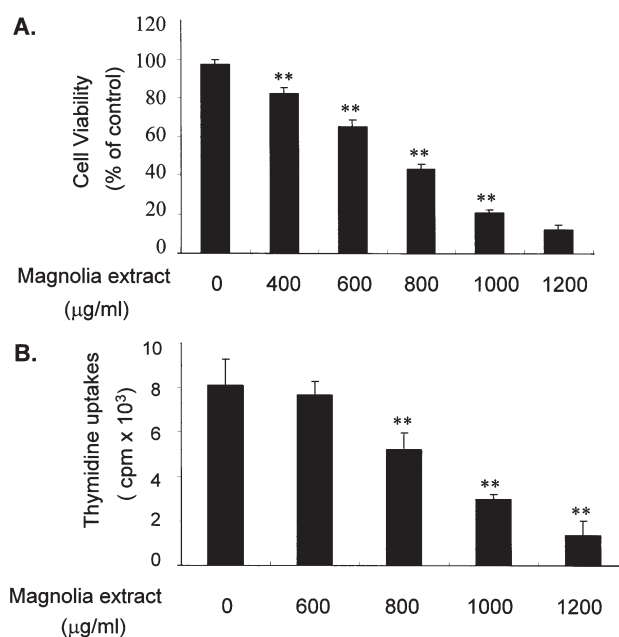 A.
Cell Viability
(% of control)
120
100
80
60
40
20
0
**
**
**
**
Magnolia extract
(μg/ml)
0 400 600 800 1000 1200
B.
Thymidine uptakes
( cpm x 10³)
10
8
6
4
2
0
**
**
**
Magnolia extract
(μg/ml)
0 600 800 1000 1200